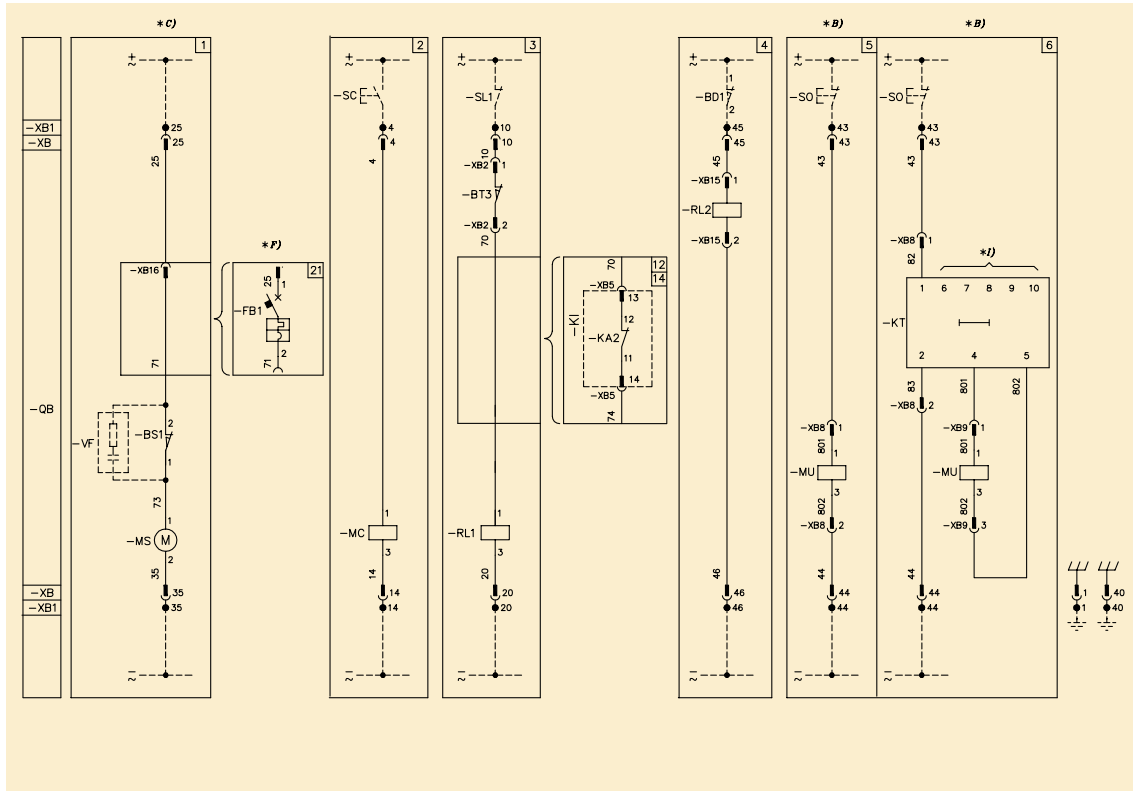 *C) *B) *B)
1 2 3 4 5 6
+ ~ + ~ + ~ + ~ + ~ + ~
1
-SC -SL1 -BD1 -SO -SO
2
-XB1 25 4 10 45 43 43
-XB 25 4 10 45 43 43
25 4 10 45 43 43
-XB2 1
-XB15 1
-BT3
-RL2
-XB2 2
-XB15 2
70
-XB8 1
82
*F) *I)
-XB16 21 70 12
14
25 1 -XB5 13
1 6 7 8 9 10
-FB1 -KI 12
-KT
-KA2
2 11
71 71 14
2 4 5
-XB5
83 801 802
74
-XB8 2
-QB
2 -XB8 1 -XB9 1
-VF -BS1 801 801
1 1 1
-MU -MU
73 3 3
802 802
1 1 1 -XB8 2 -XB9 3
-MS M -MC -RL1
2 3 3
35 14 20 46 44 44
-XB 35 14 20 46 44 44 1 40
-XB1 35 14 20 46 44 44 1 40
− ~ − ~ − ~ − ~ − ~ − ~